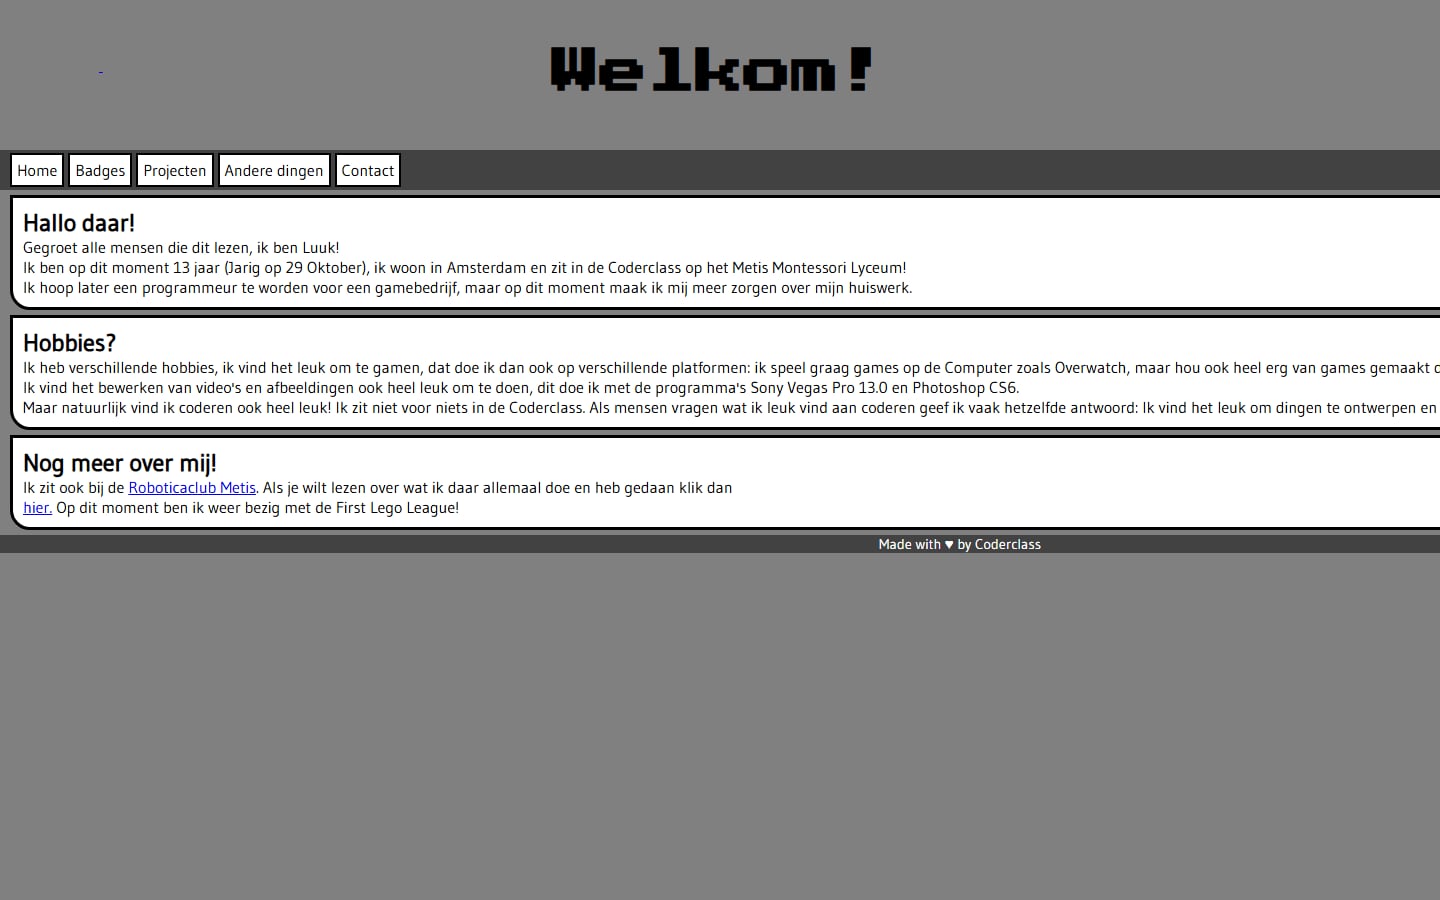 Welkom!
Home Badges Projecten Andere dingen Contact
Hallo daar!
Gegroet alle mensen die dit lezen, ik ben Luuk!
Ik ben op dit moment 13 jaar (Jarig op 29 Oktober), ik woon in Amsterdam en zit in de Coderclass op het Metis Montessori Lyceum!
Ik hoop later een programmeur te worden voor een gamebedrijf, maar op dit moment maak ik mij meer zorgen over mijn huiswerk.
Hobbies?
Ik heb verschillende hobbies, ik vind het leuk om te gamen, dat doe ik dan ook op verschillende platformen: ik speel graag games op de Computer zoals Overwatch, maar hou ook heel erg van games gemaakt
Ik vind het bewerken van video's en afbeeldingen ook heel leuk om te doen, dit doe ik met de programma's Sony Vegas Pro 13.0 en Photoshop CS6.
Maar natuurlijk vind ik coderen ook heel leuk! Ik zit niet voor niets in de Coderclass. Als mensen vragen wat ik leuk vind aan coderen geef ik vaak hetzelfde antwoord: Ik vind het leuk om dingen te ontwerpen en
Nog meer over mij!
Ik zit ook bij de Roboticaclub Metis. Als je wilt lezen over wat ik daar allemaal doe en heb gedaan klik dan
hier. Op dit moment ben ik weer bezig met de First Lego League!
Made with ♥ by Coderclass